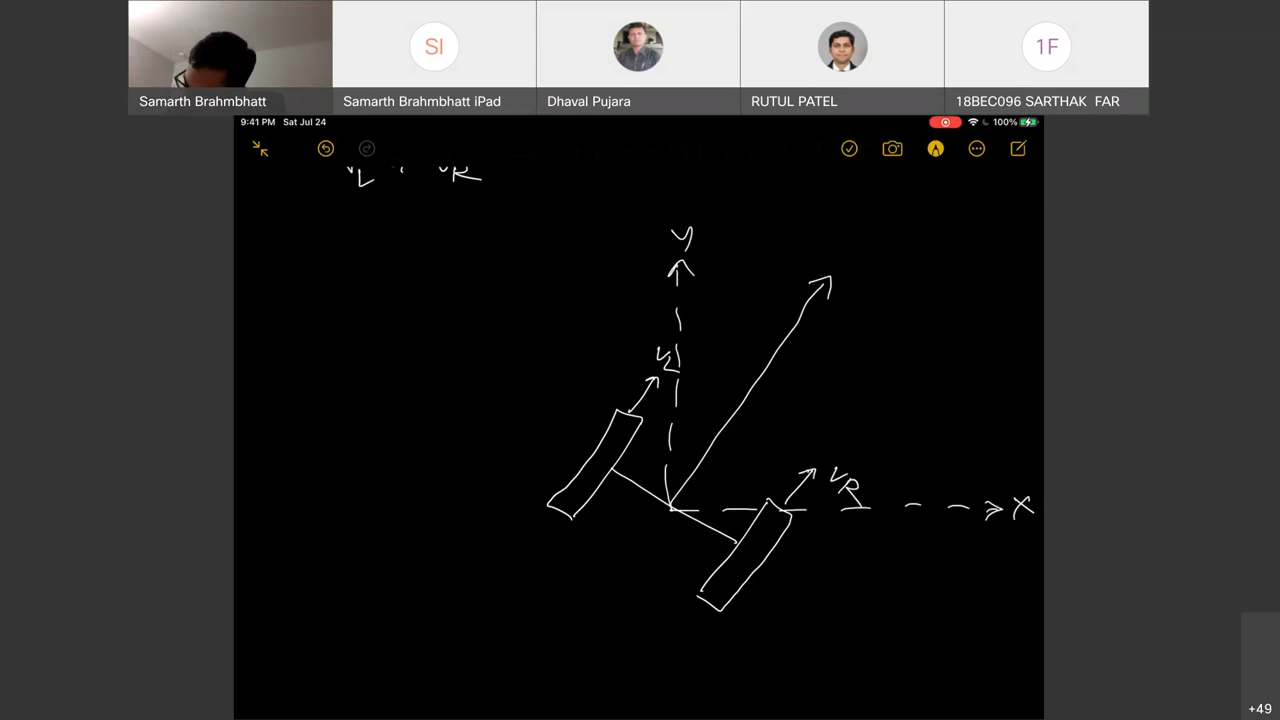 SI
1F
Samarth Brahmbhatt
Samarth Brahmbhatt iPad
Dhaval Pujara
RUTUL PATEL
18BEC096 SARTHAK FAR
9:41 PM Sat Jul 24
100%
y
VL
VR
X
+49